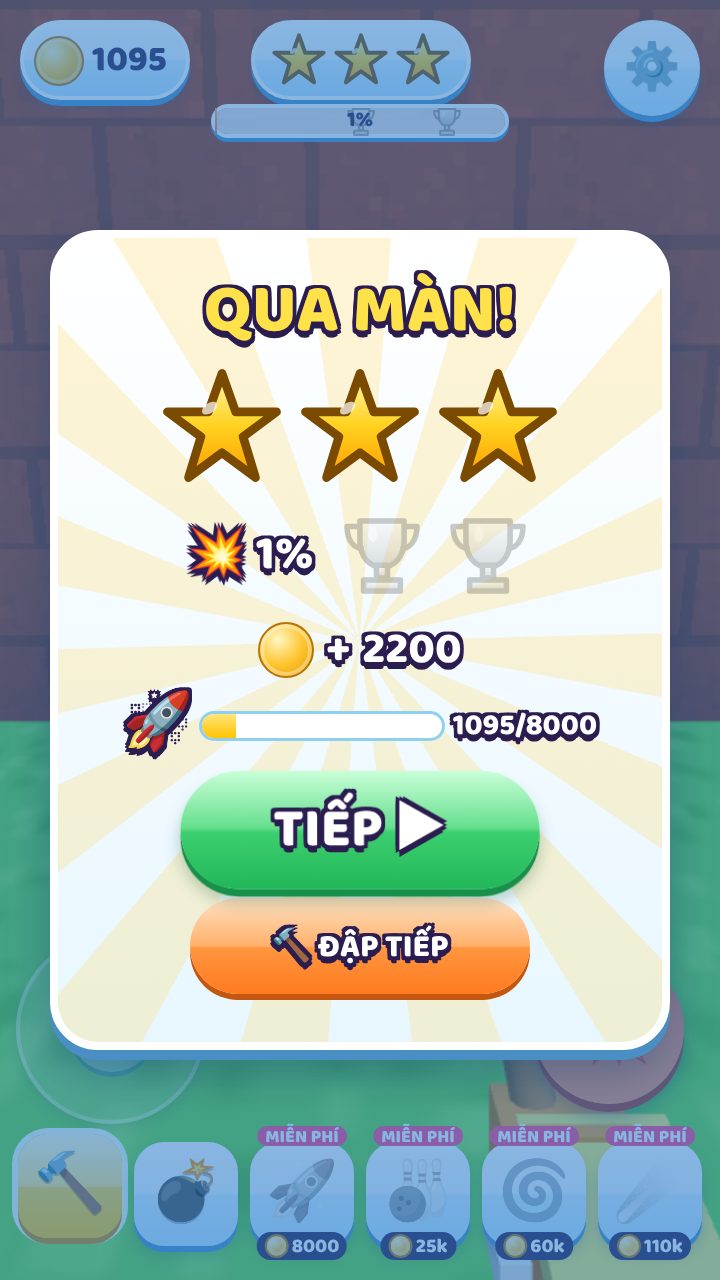 1095
1%
QUA MÀN!
1%
+ 2200
1095/8000
TIẾP
ĐẬP TIẾP
MIỄN PHÍ MIỄN PHÍ MIỄN PHÍ MIỄN PHÍ
8000 25k 60k 110k